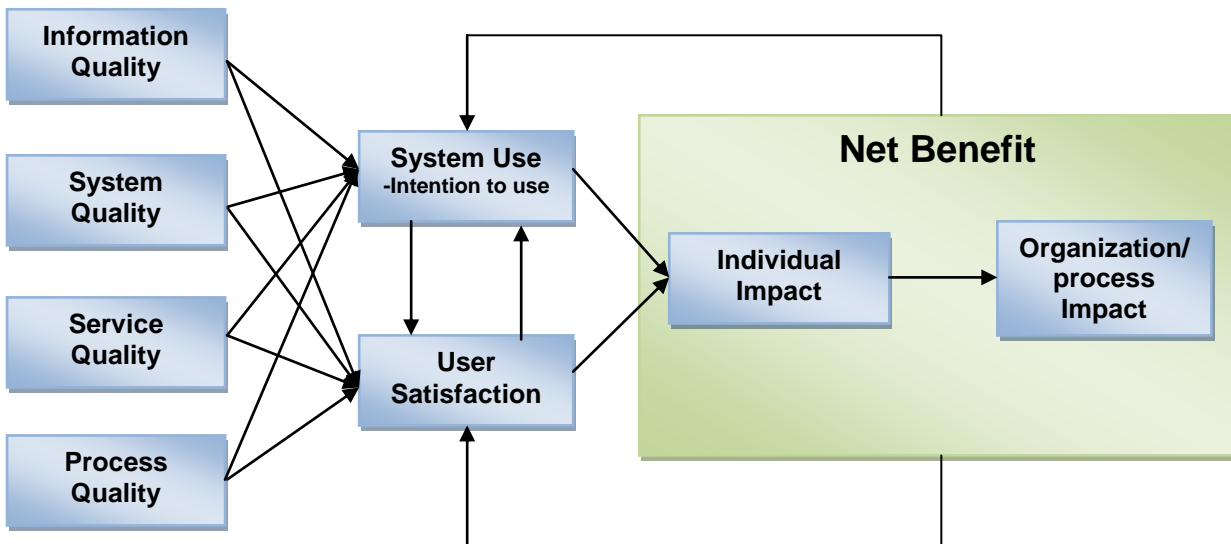 Information
Quality
System
Quality
Service
Quality
Process
Quality
System Use
-Intention to use
User
Satisfaction
Net Benefit
Individual
Impact
Organization/
process
Impact